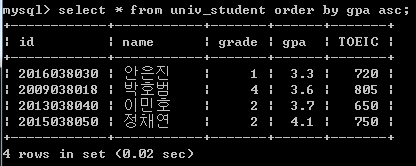 mysql> select * from univ_student order by gpa asc;
+------------+--------+-------+------+-------+
| id | name | grade | gpa | TOEIC |
+------------+--------+-------+------+-------+
| 2016038030 | 안은진 | 1 | 3.3 | 720 |
| 2009038018 | 박호범 | 4 | 3.6 | 805 |
| 2013038040 | 이민호 | 2 | 3.7 | 650 |
| 2015038050 | 정채연 | 2 | 4.1 | 750 |
+------------+--------+-------+------+-------+
4 rows in set (0.02 sec)